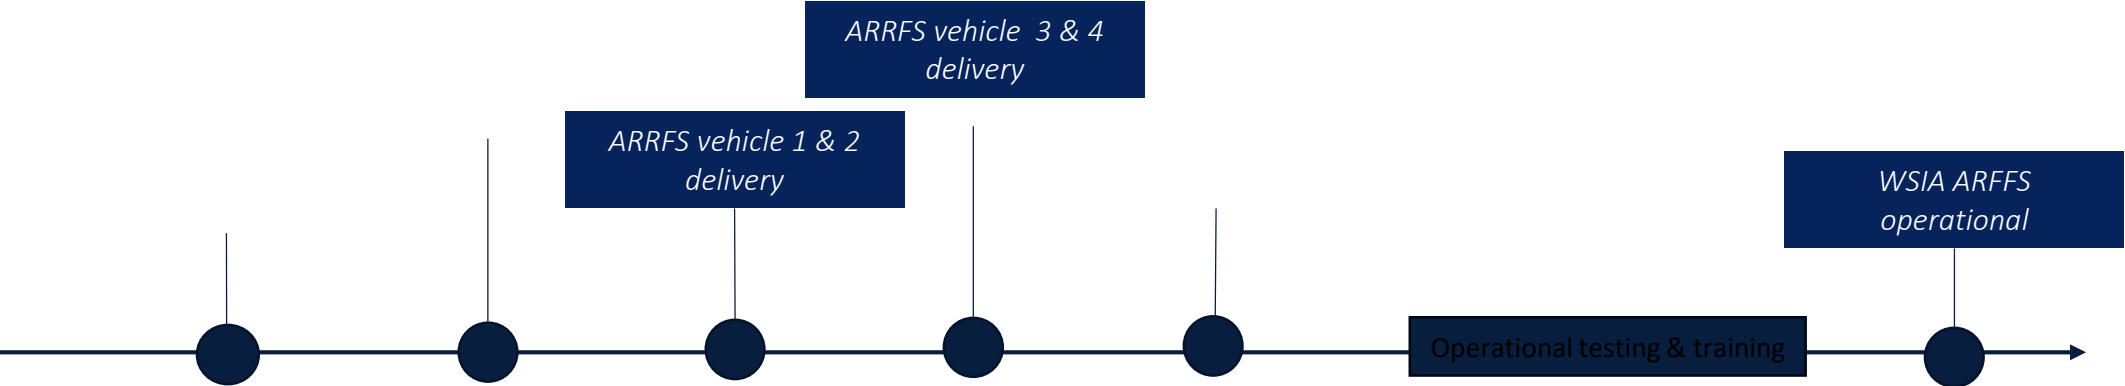 ARRFS vehicle 3 & 4
delivery
ARRFS vehicle 1 & 2
delivery
WSIA ARFFS
operational
Operational testing & training